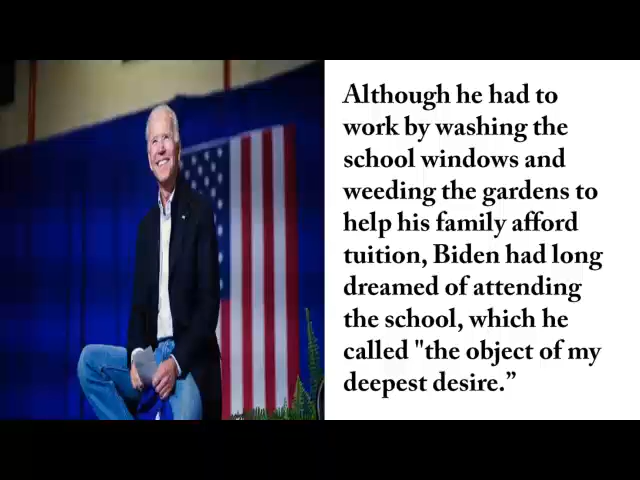 Although he had to
work by washing the
school windows and
weeding the gardens to
help his family afford
tuition, Biden had long
dreamed of attending
the school, which he
called "the object of my
deepest desire.”